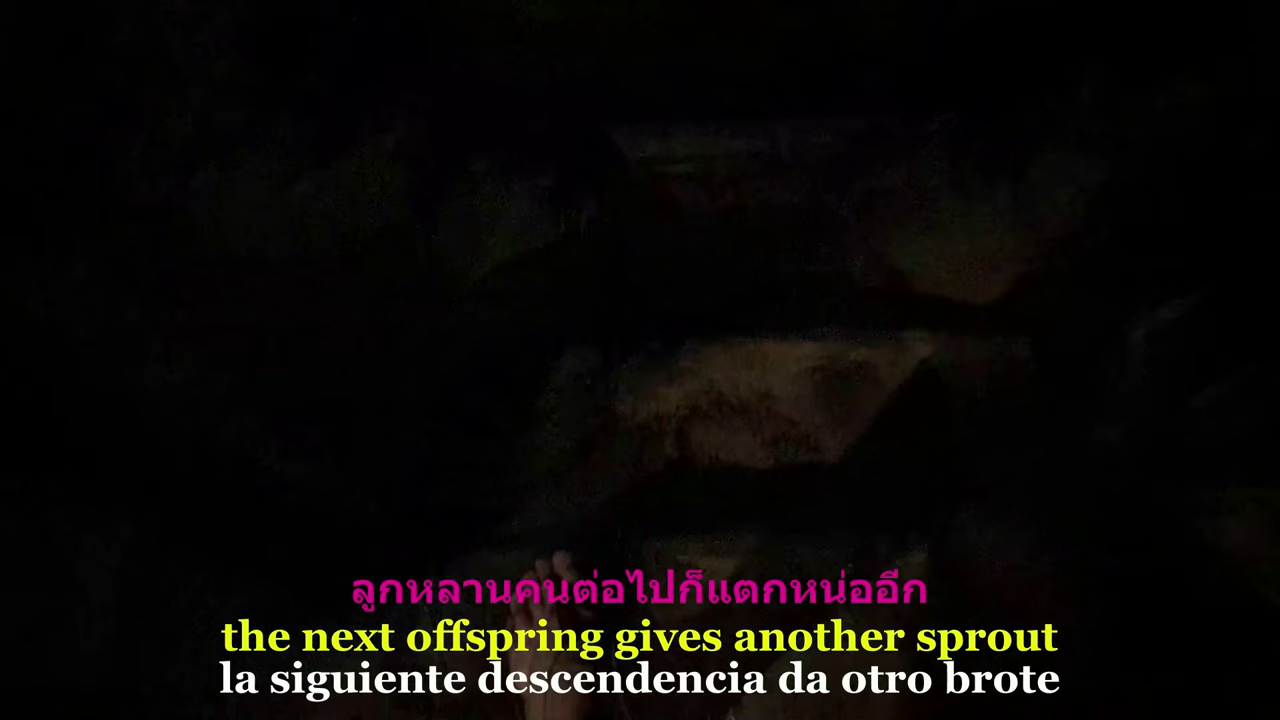 ลูกหลานคนต่อไปก็แตกหน่ออีก
the next offspring gives another sprout
la siguiente descendencia da otro brote